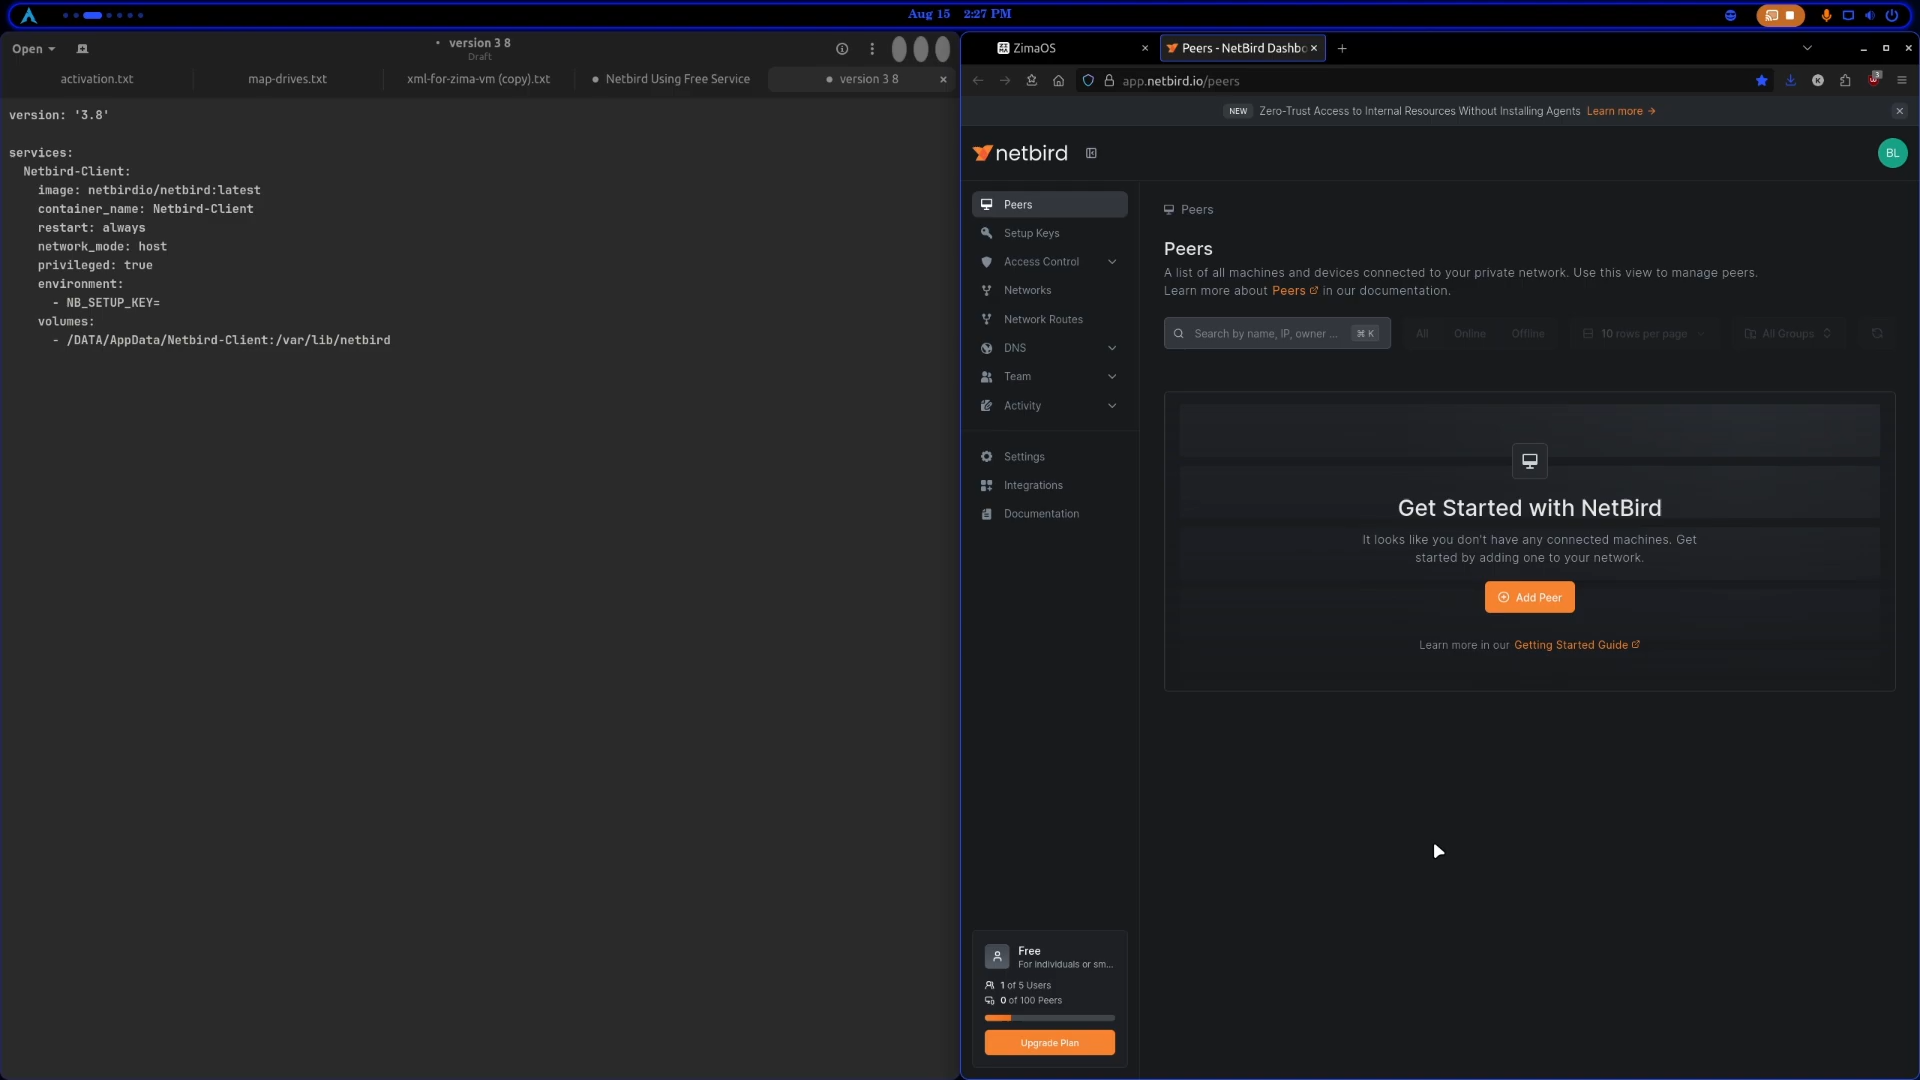 Aug 15 2:27 PM
Open
version 3 8
Draft
activation.txt
map-drives.txt
xml-for-zima-vm (copy).txt
Netbird Using Free Service
version 3 8
version: '3.8'
services:
Netbird-Client:
image: netbirdio/netbird:latest
container_name: Netbird-Client
restart: always
network_mode: host
privileged: true
environment:
- NB_SETUP_KEY=
volumes:
- /DATA/AppData/Netbird-Client:/var/lib/netbird
ZimaOS
Peers - NetBird Dashbo
app.netbird.io/peers
K
3
NEW Zero-Trust Access to Internal Resources Without Installing Agents Learn more →
netbird
BL
Peers
Setup Keys
Access Control
Networks
Network Routes
DNS
Team
Activity
Settings
Integrations
Documentation
Free
For individuals or sm...
1 of 5 Users
0 of 100 Peers
Upgrade Plan
Peers
Peers
A list of all machines and devices connected to your private network. Use this view to manage peers.
Learn more about Peers in our documentation.
Search by name, IP, owner ... ⌘ K
All
Online
Offline
10 rows per page
All Groups
Get Started with NetBird
It looks like you don't have any connected machines. Get
started by adding one to your network.
Add Peer
Learn more in our Getting Started Guide